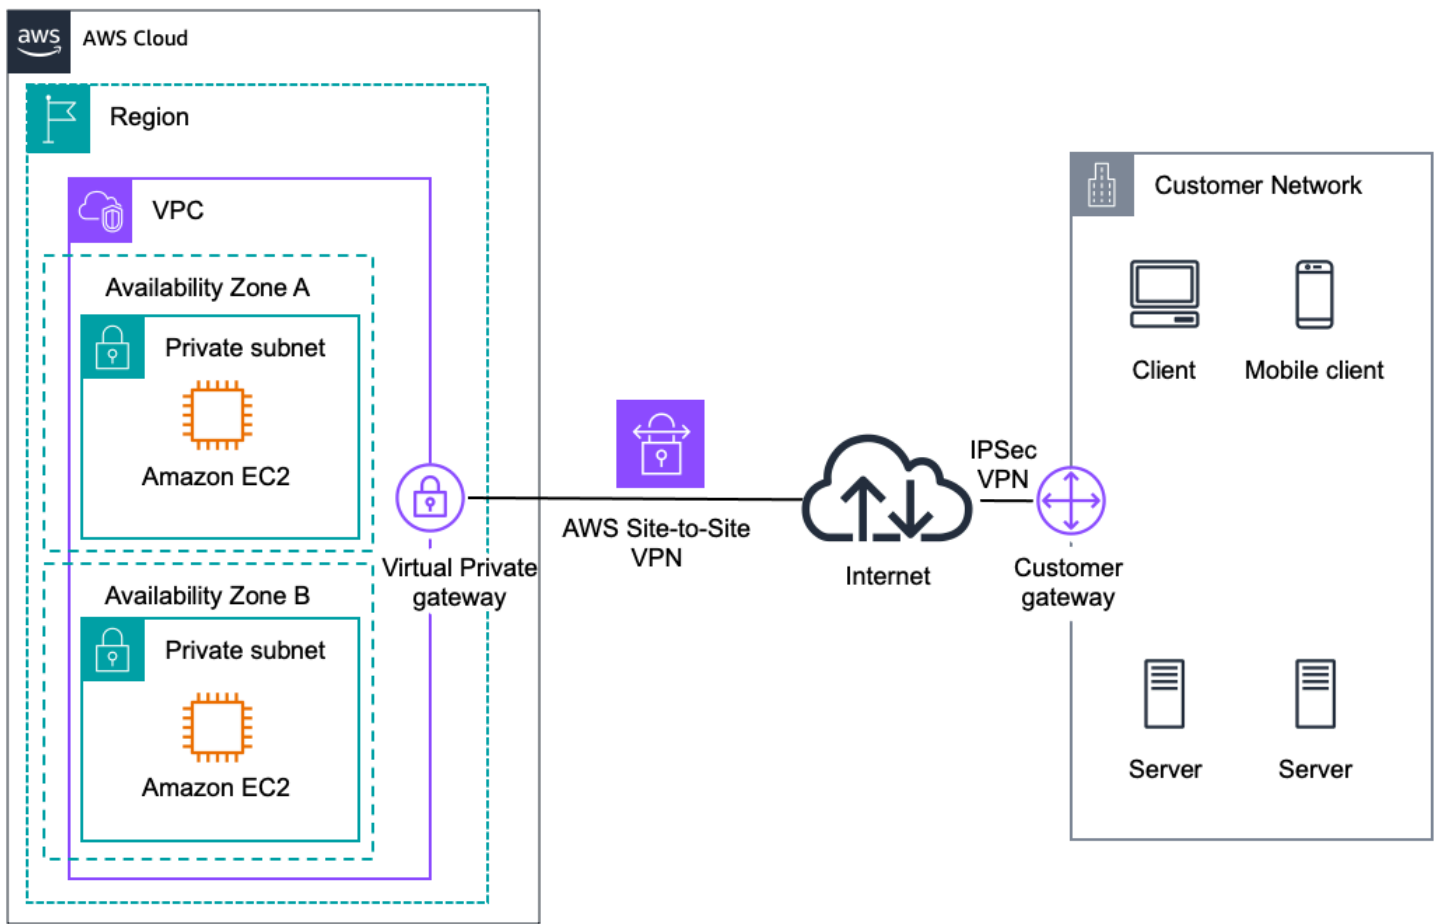 aws
AWS Cloud
Region
VPC
Availability Zone A
Private subnet
Amazon EC2
Availability Zone B
Private subnet
Amazon EC2
Virtual Private
gateway
AWS Site-to-Site
VPN
Internet
IPSec
VPN
Customer
gateway
Customer Network
Client
Mobile client
Server
Server